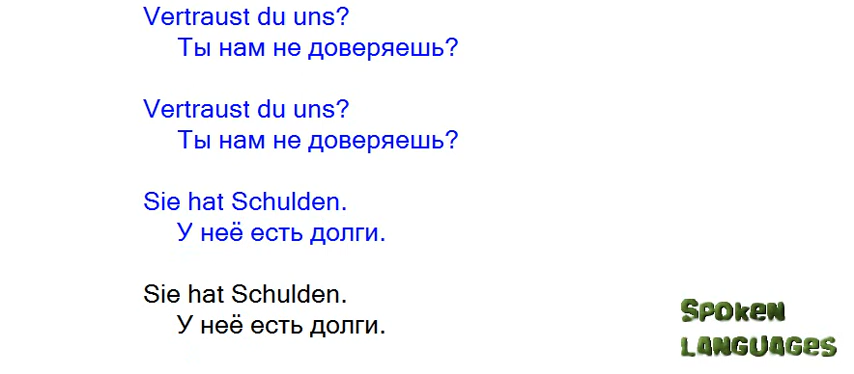 Vertraust du uns?
Ты нам не доверяешь?
Vertraust du uns?
Ты нам не доверяешь?
Sie hat Schulden.
У неё есть долги.
Sie hat Schulden.
У неё есть долги.
Spoken
Languages